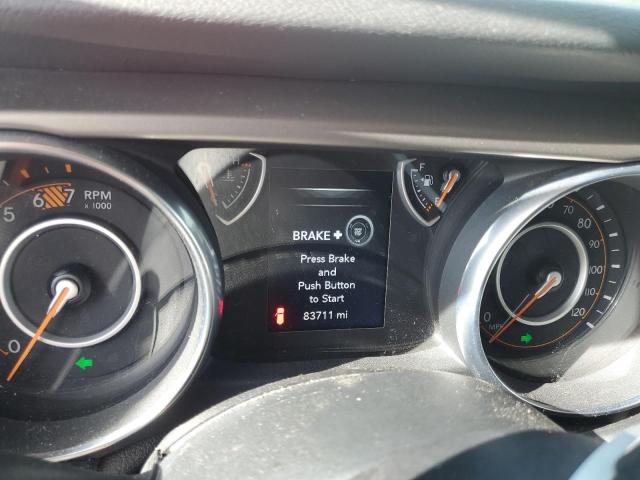 5 6 7 RPM
x 1000
0
H
F
BRAKE +
Press Brake
and
Push Button
to Start
83711 mi
70 80 90 100 110 120
0